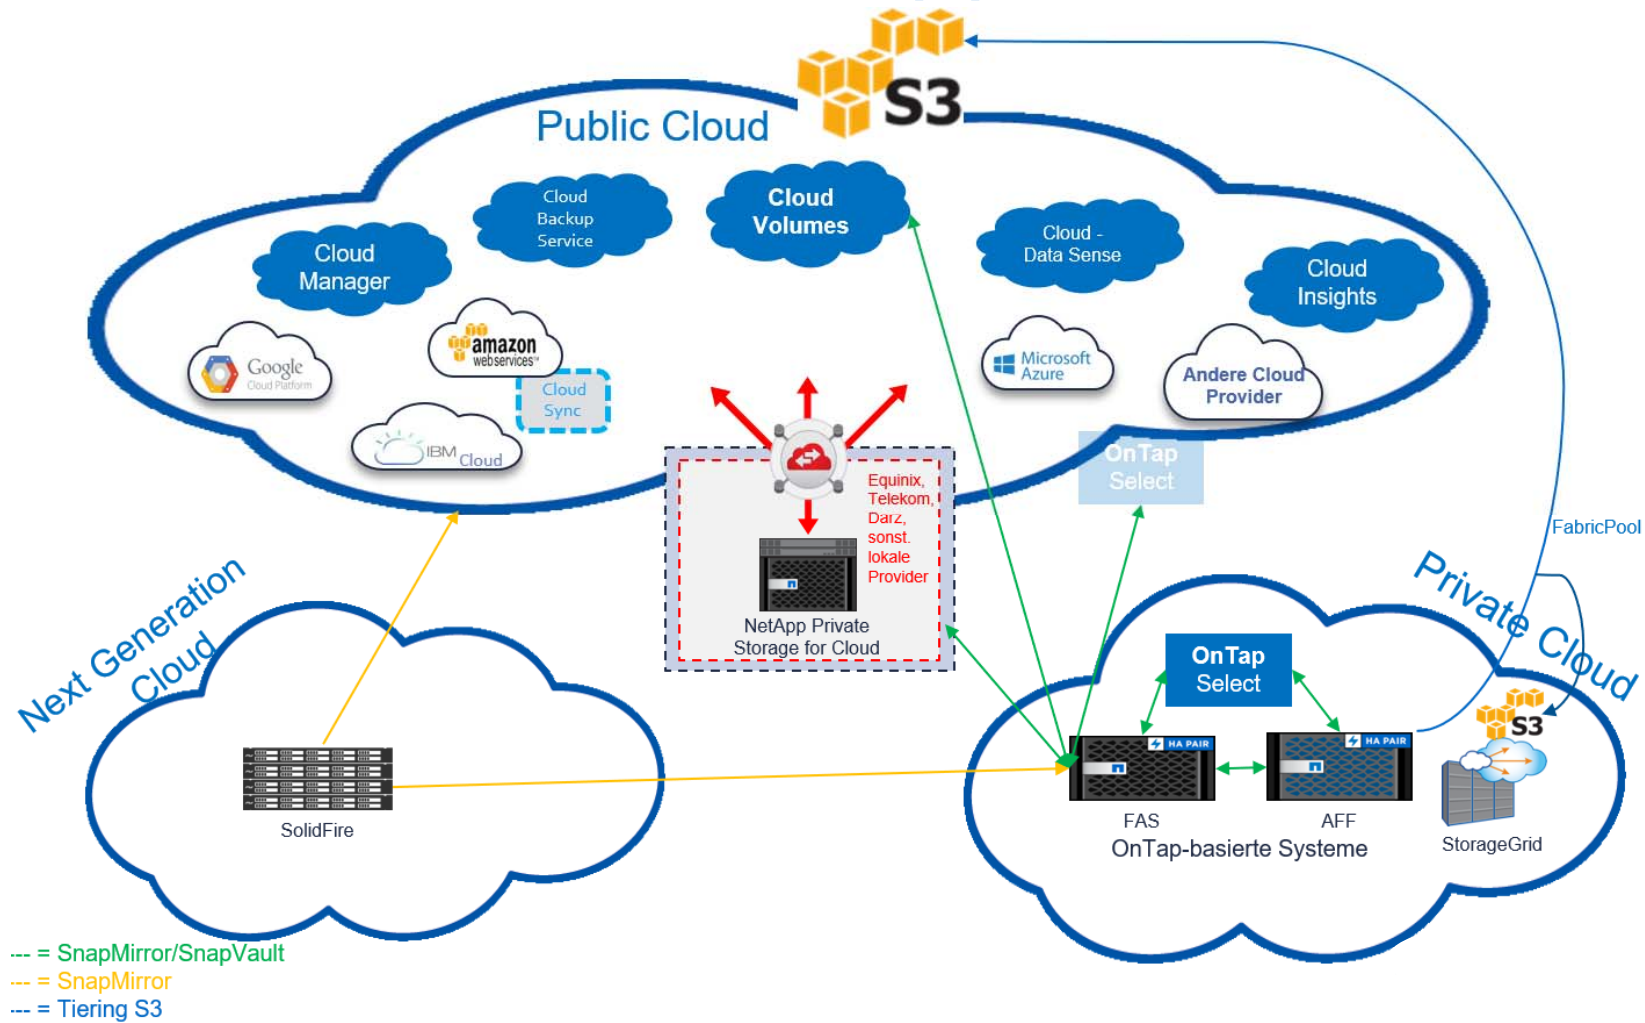 S3
Public Cloud
Cloud
Backup
Service
Cloud
Volumes
Cloud -
Data Sense
Cloud
Manager
Cloud
Insights
amazon
webservices™
Google
Cloud Platform
Microsoft
Azure
Andere Cloud
Provider
Cloud
Sync
IBM Cloud
OnTap
Select
Equinix,
Telekom,
Darz,
sonst.
lokale
Provider
FabricPool
NetApp Private
Storage for Cloud
Next Generation
Cloud
Private Cloud
OnTap
Select
S3
HA PAIR
HA PAIR
SolidFire
FAS
AFF
OnTap-basierte Systeme
StorageGrid
--- = SnapMirror/SnapVault
--- = SnapMirror
--- = Tiering S3